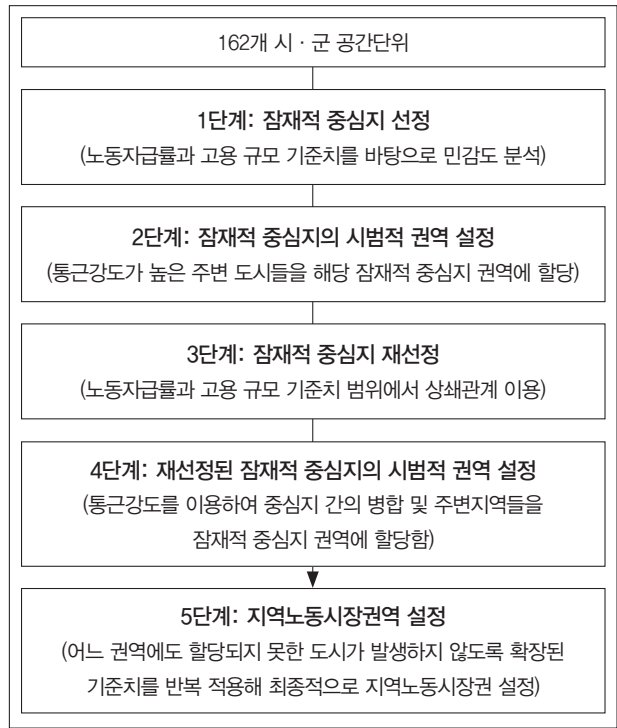 162개 시 · 군 공간단위
1단계: 잠재적 중심지 선정
(노동자급률과 고용 규모 기준치를 바탕으로 민감도 분석)
2단계: 잠재적 중심지의 시범적 권역 설정
(통근강도가 높은 주변 도시들을 해당 잠재적 중심지 권역에 할당)
3단계: 잠재적 중심지 재선정
(노동자급률과 고용 규모 기준치 범위에서 상쇄관계 이용)
4단계: 재선정된 잠재적 중심지의 시범적 권역 설정
(통근강도를 이용하여 중심지 간의 병합 및 주변지역들을
잠재적 중심지 권역에 할당함)
5단계: 지역노동시장권역 설정
(어느 권역에도 할당되지 못한 도시가 발생하지 않도록 확장된
기준치를 반복 적용해 최종적으로 지역노동시장권 설정)